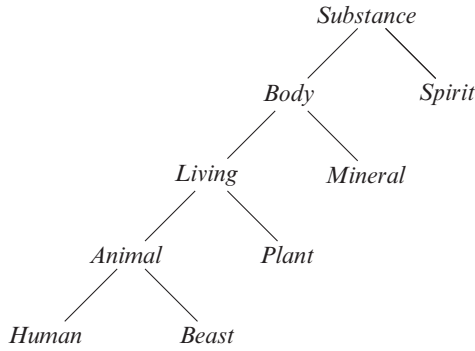 Substance
Body Spirit
Living Mineral
Animal Plant
Human Beast